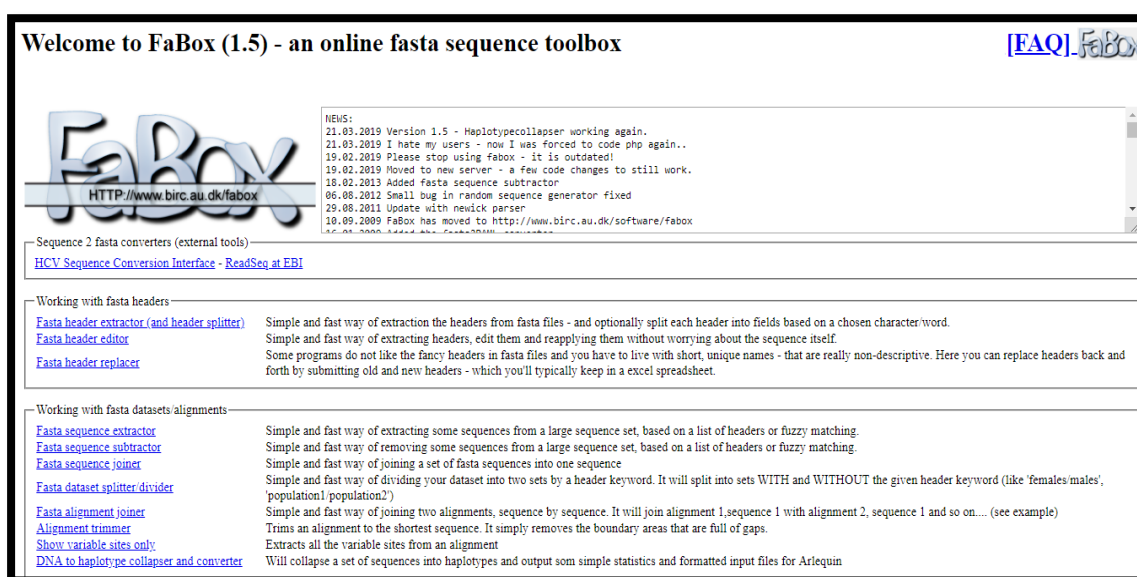 Welcome to FaBox (1.5) - an online fasta sequence toolbox
[FAQ] FaBox
FaBox
HTTP://www.birc.au.dk/fabox
NEWS:
21.03.2019 Version 1.5 - Haplotypecollapser working again.
21.03.2019 I hate my users - now I was forced to code php again..
19.02.2019 Please stop using fabox - it is outdated!
19.02.2019 Moved to new server - a few code changes to still work.
18.02.2013 Added fasta sequence subtractor
06.08.2012 Small bug in random sequence generator fixed
29.08.2011 Update with newick parser
10.09.2009 FaBox has moved to http://www.birc.au.dk/software/fabox
Sequence 2 fasta converters (external tools)
HCV Sequence Conversion Interface - ReadSeq at EBI
Working with fasta headers
Fasta header extractor (and header splitter) Simple and fast way of extraction the headers from fasta files - and optionally split each header into fields based on a chosen character/word.
Fasta header editor Simple and fast way of extracting headers, edit them and reapplying them without worrying about the sequence itself.
Fasta header replacer Some programs do not like the fancy headers in fasta files and you have to live with short, unique names - that are really non-descriptive. Here you can replace headers back and
forth by submitting old and new headers - which you'll typically keep in a excel spreadsheet.
Working with fasta datasets/alignments
Fasta sequence extractor Simple and fast way of extracting some sequences from a large sequence set, based on a list of headers or fuzzy matching.
Fasta sequence subtractor Simple and fast way of removing some sequences from a large sequence set, based on a list of headers or fuzzy matching.
Fasta sequence joiner Simple and fast way of joining a set of fasta sequences into one sequence
Fasta dataset splitter/divider Simple and fast way of dividing your dataset into two sets by a header keyword. It will split into sets WITH and WITHOUT the given header keyword (like 'females/males',
'population1/population2')
Fasta alignment joiner Simple and fast way of joining two alignments, sequence by sequence. It will join alignment 1,sequence 1 with alignment 2, sequence 1 and so on.... (see example)
Alignment trimmer Trims an alignment to the shortest sequence. It simply removes the boundary areas that are full of gaps.
Show variable sites only Extracts all the variable sites from an alignment
DNA to haplotype collapser and converter Will collapse a set of sequences into haplotypes and output som simple statistics and formatted input files for Arlequin